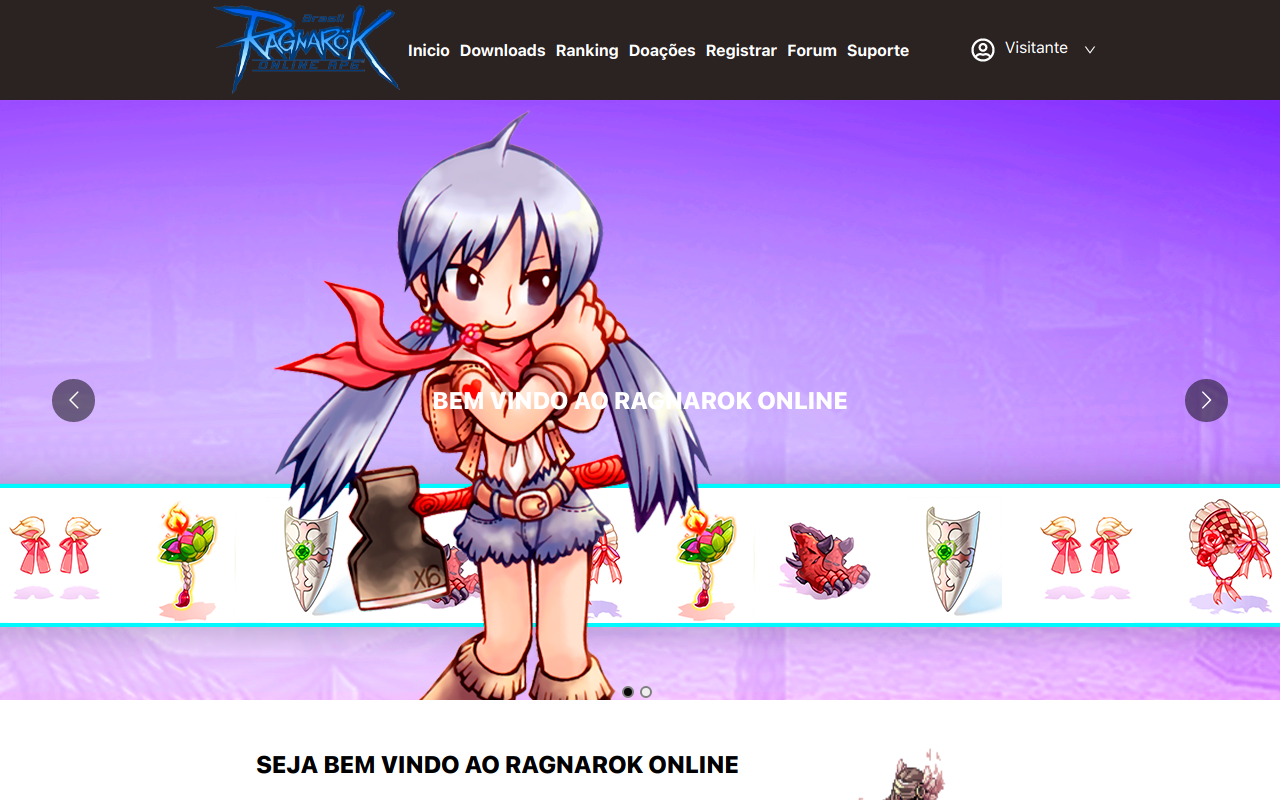 Brasil
RAGNARÖK
ONLINE RPG
Inicio Downloads Ranking Doações Registrar Forum Suporte
Visitante
BEM VINDO AO RAGNAROK ONLINE
X6
SEJA BEM VINDO AO RAGNAROK ONLINE